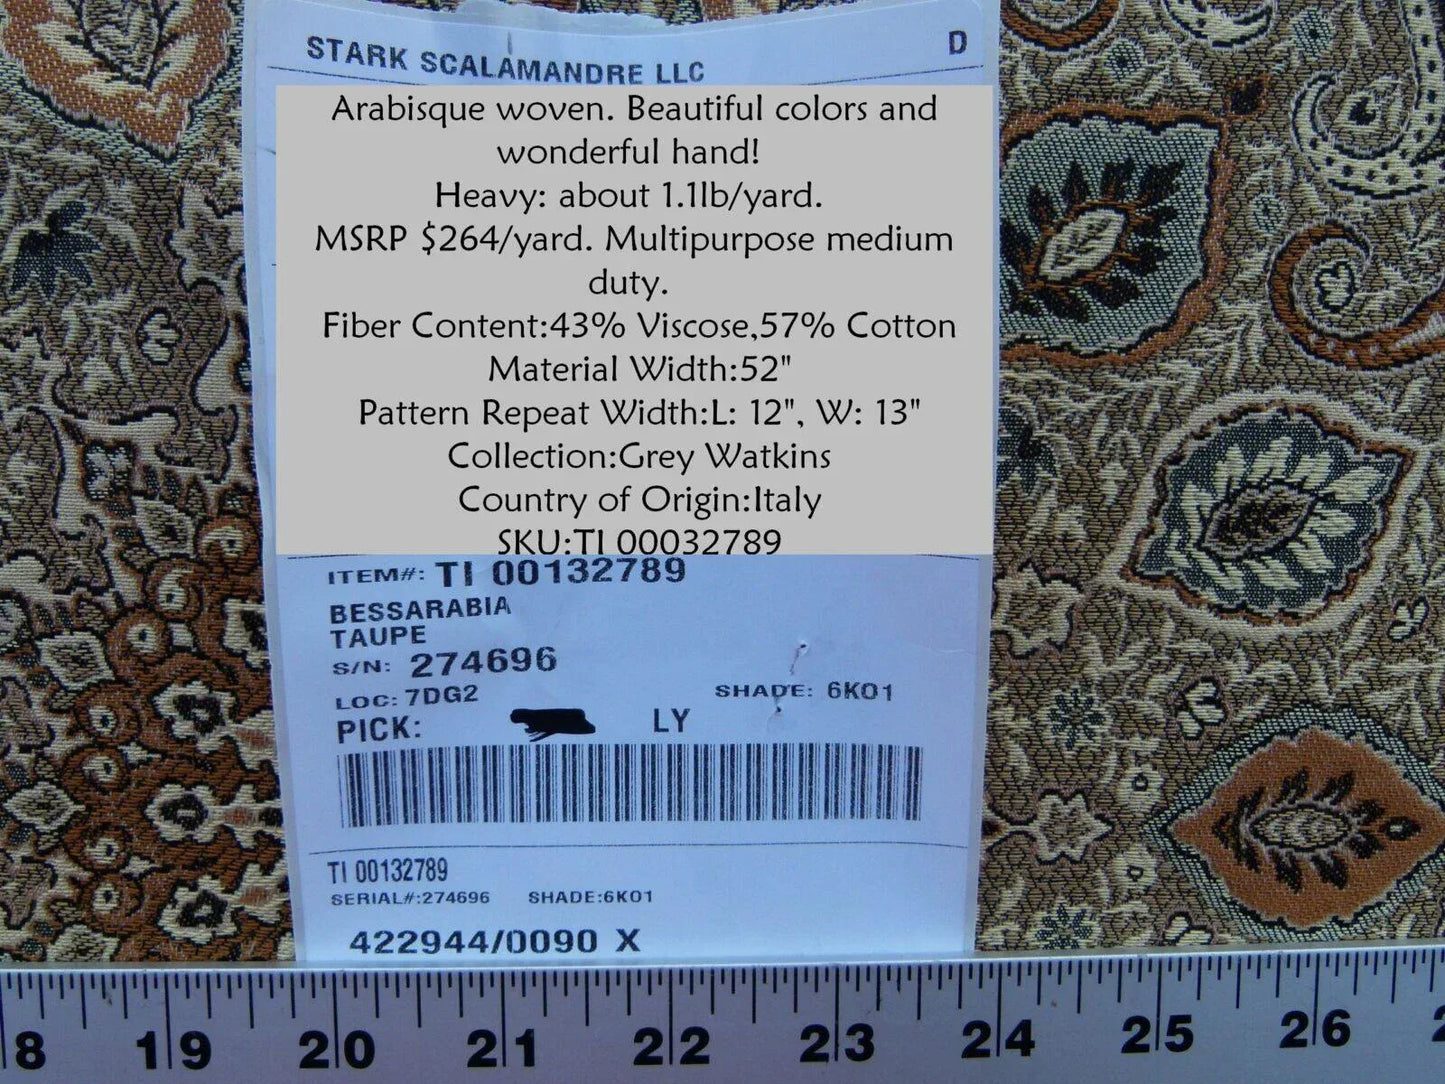 STARK SCALAMANDRE LLC D
Arabisque woven. Beautiful colors and
wonderful hand!
Heavy: about 1.1lb/yard.
MSRP $264/yard. Multipurpose medium
duty.
Fiber Content:43% Viscose,57% Cotton
Material Width:52"
Pattern Repeat Width:L: 12", W: 13"
Collection:Grey Watkins
Country of Origin:Italy
SKU:TI 00032789
ITEM#: TI 00132789
BESSARABIA
TAUPE
S/N: 274696
LOC: 7DG2 SHADE: 6K01
PICK: LY
TI 00132789
SERIAL#:274696 SHADE:6K01
422944/0090 X
8 19 20 21 22 23 24 25 26 2